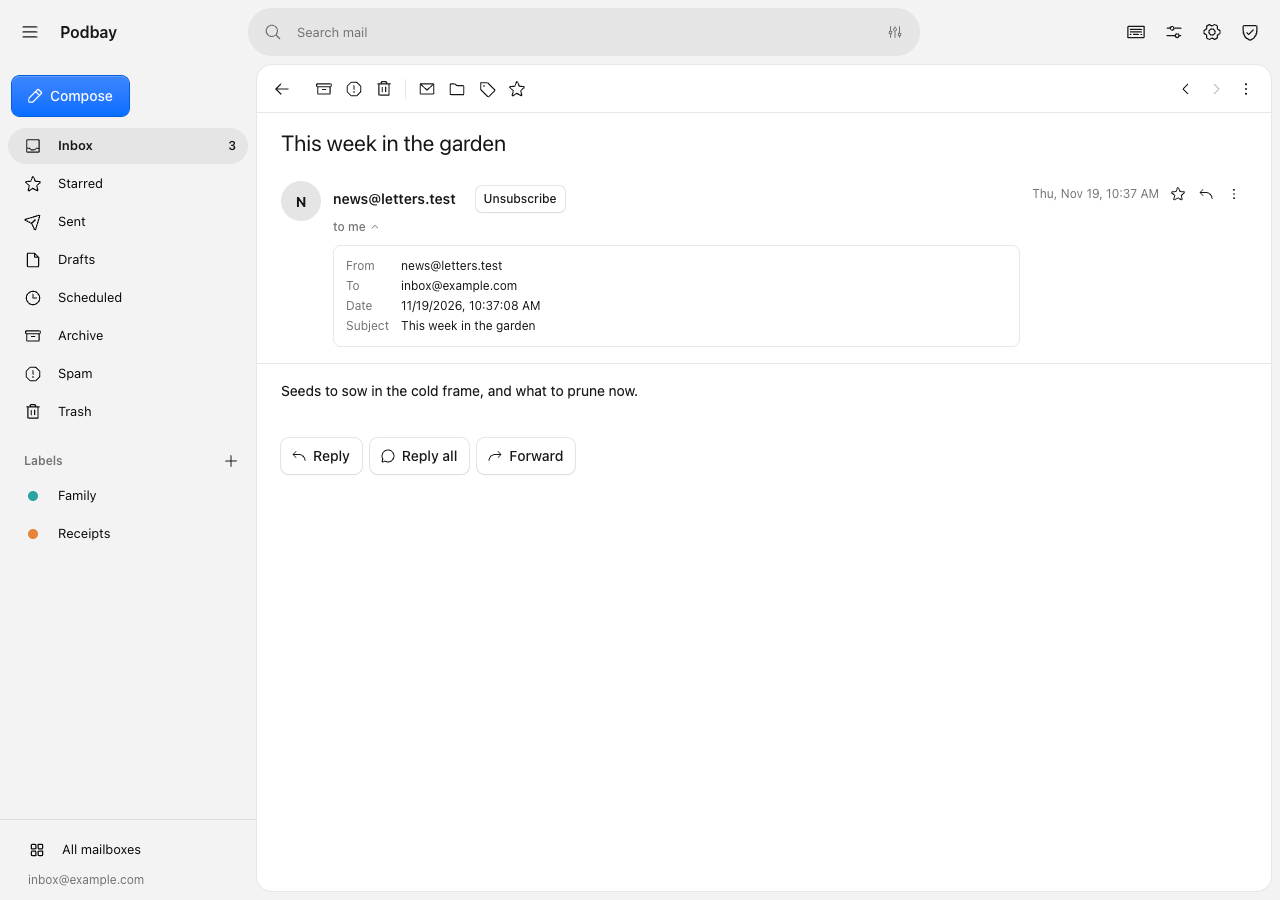 Podbay
Search mail
Compose
Inbox 3
Starred
Sent
Drafts
Scheduled
Archive
Spam
Trash
Labels
Family
Receipts
All mailboxes
inbox@example.com
This week in the garden
N
news@letters.test
Unsubscribe
Thu, Nov 19, 10:37 AM
to me
From news@letters.test
To inbox@example.com
Date 11/19/2026, 10:37:08 AM
Subject This week in the garden
Seeds to sow in the cold frame, and what to prune now.
Reply
Reply all
Forward